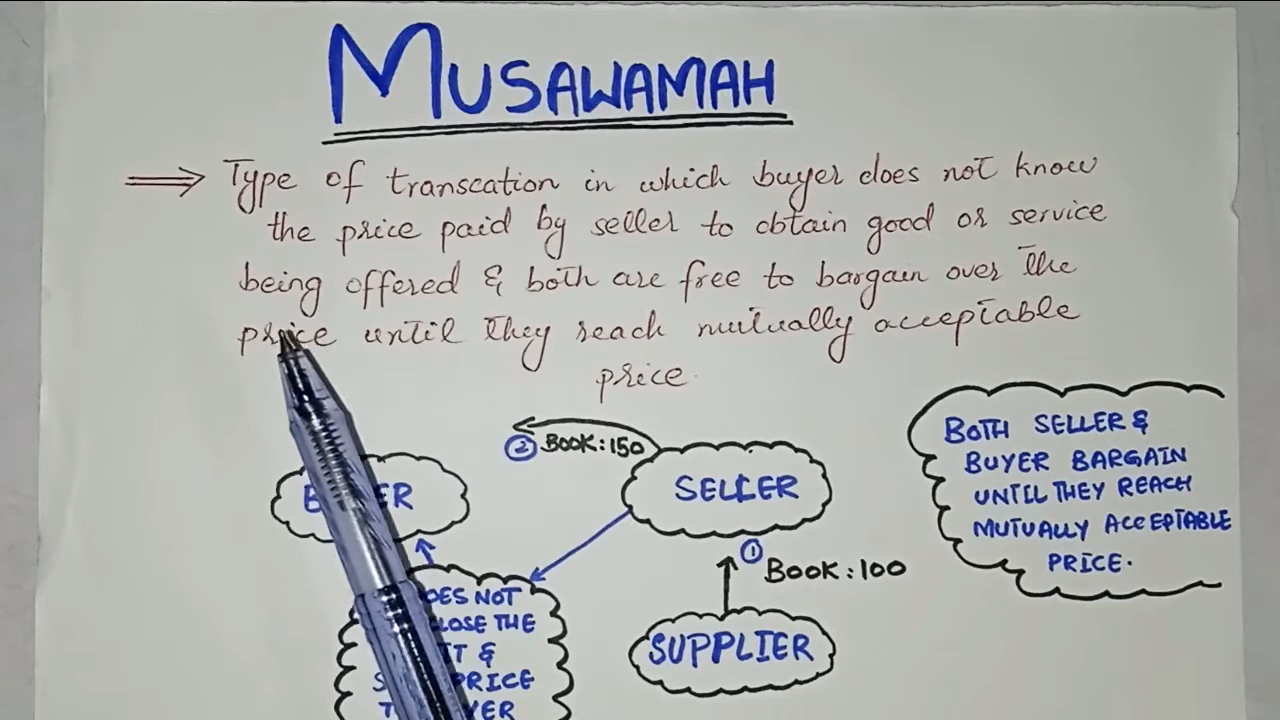 MUSAWAMAH
⟹ Type of transcation in which buyer does not know
the price paid by seller to obtain good or service
being offered & both are free to bargain over the
price until they reach mutually acceptable
price.
② BOOK:150
SELLER
BOTH SELLER &
BUYER BARGAIN
UNTIL THEY REACH
MUTUALLY ACCEPTABLE
PRICE.
① BOOK:100
SUPPLIER
NOT
THE
&
PRICE